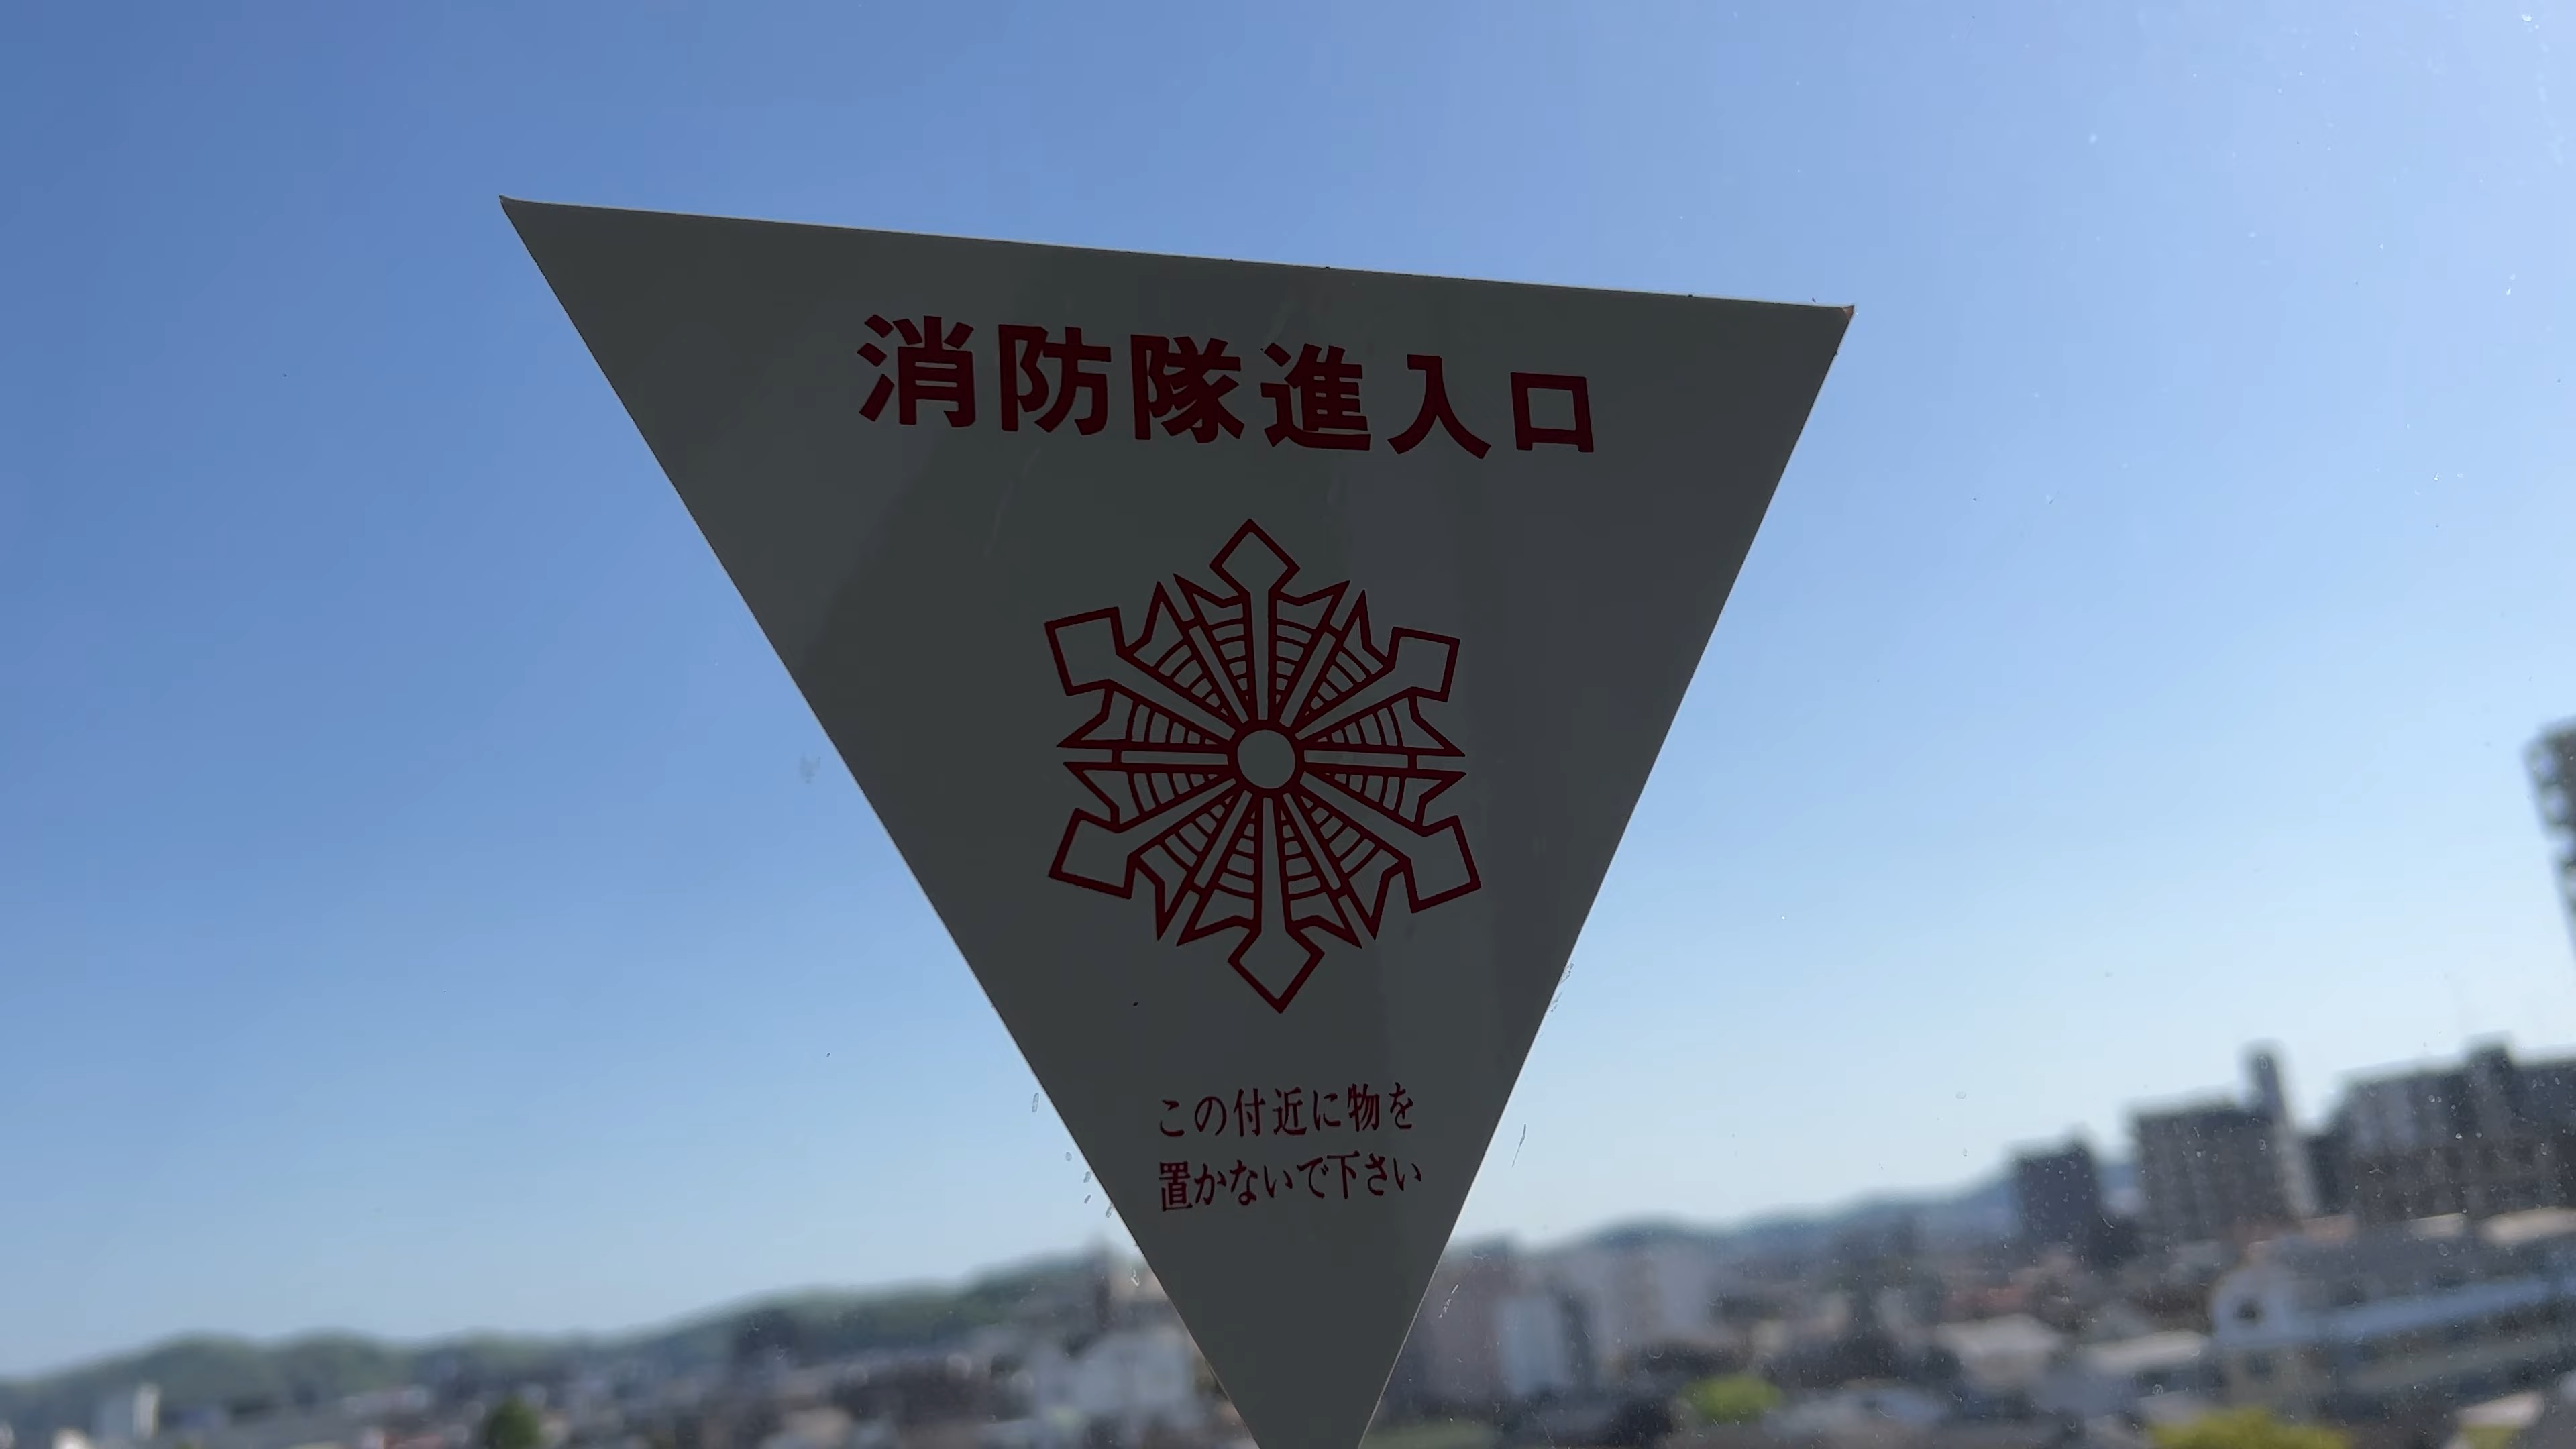 消防隊進入口
この付近に物を
置かないで下さい